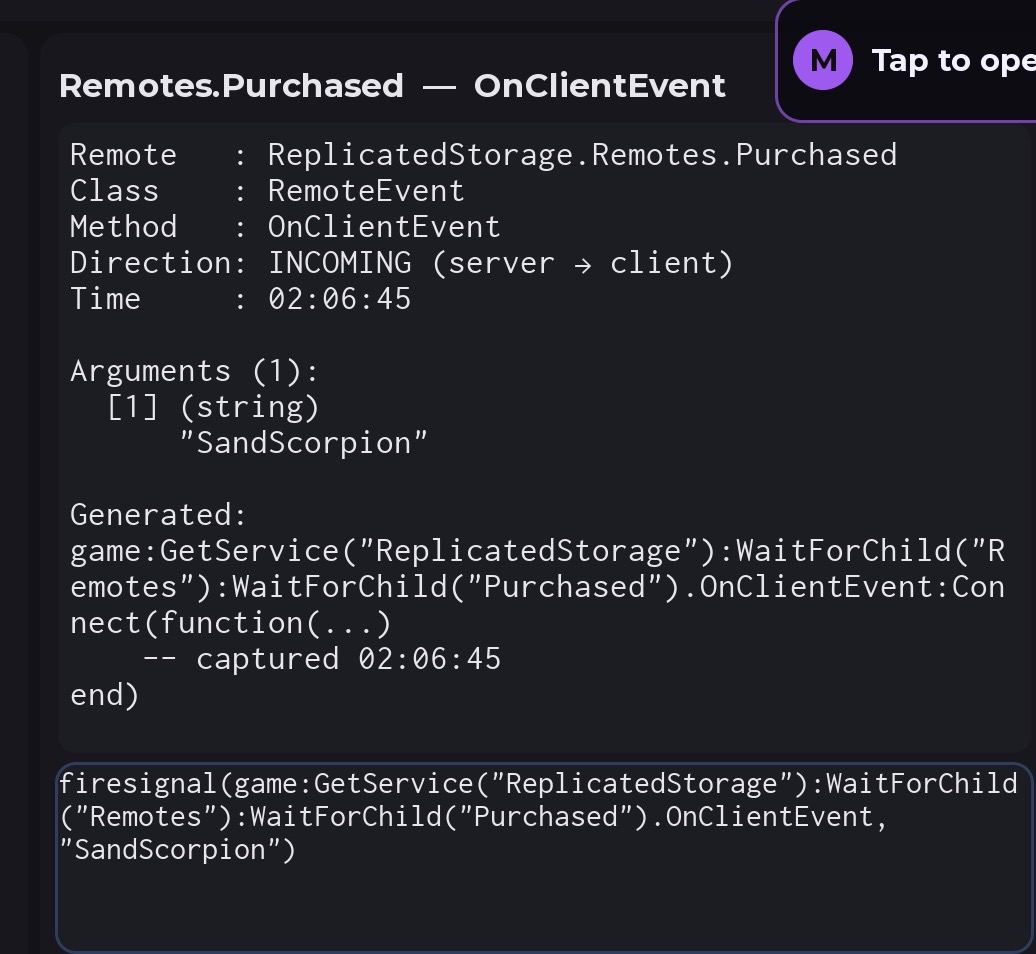 Remotes.Purchased — OnClientEvent
M Tap to ope
Remote   : ReplicatedStorage.Remotes.Purchased
Class    : RemoteEvent
Method   : OnClientEvent
Direction: INCOMING (server → client)
Time     : 02:06:45
Arguments (1):
  [1] (string)
      "SandScorpion"
Generated:
game:GetService("ReplicatedStorage"):WaitForChild("R
emotes"):WaitForChild("Purchased").OnClientEvent:Con
nect(function(...)
    -- captured 02:06:45
end)
firesignal(game:GetService("ReplicatedStorage"):WaitForChild
("Remotes"):WaitForChild("Purchased").OnClientEvent,
"SandScorpion")